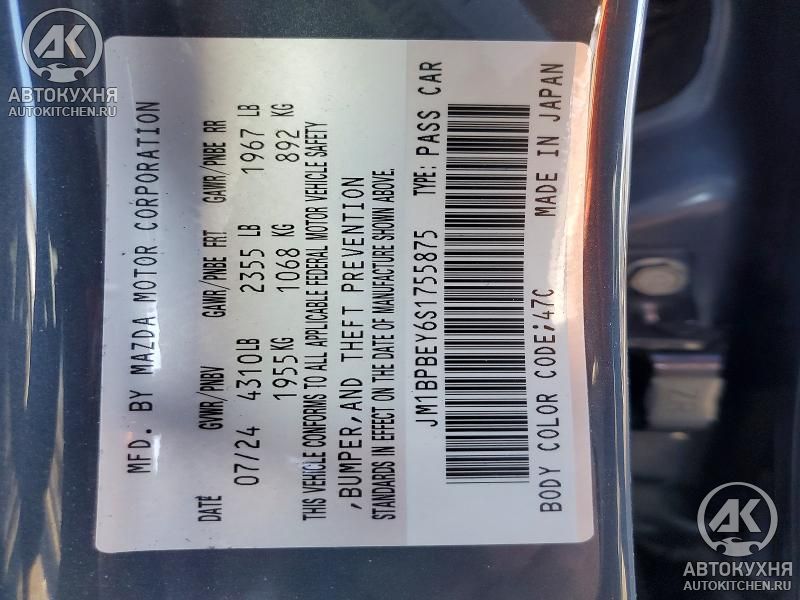 MFD. BY MAZDA MOTOR CORPORATION
DATE GVWR/PNBV GAWR/PNBE FRT GAWR/PNBE RR
07/24 4310LB 2355 LB 1967 LB
1955KG 1068 KG 892 KG
THIS VEHICLE CONFORMS TO ALL APPLICABLE FEDERAL MOTOR VEHICLE SAFETY
,BUMPER,AND THEFT PREVENTION
STANDARDS IN EFFECT ON THE DATE OF MANUFACTURE SHOWN ABOVE.
JM1BPBEY6S1755875 TYPE: PASS CAR
BODY COLOR CODE;47C MADE IN JAPAN
АК
АВТОКУХНЯ
AUTOKITCHEN.RU
АК
АВТОКУХНЯ
AUTOKITCHEN.RU